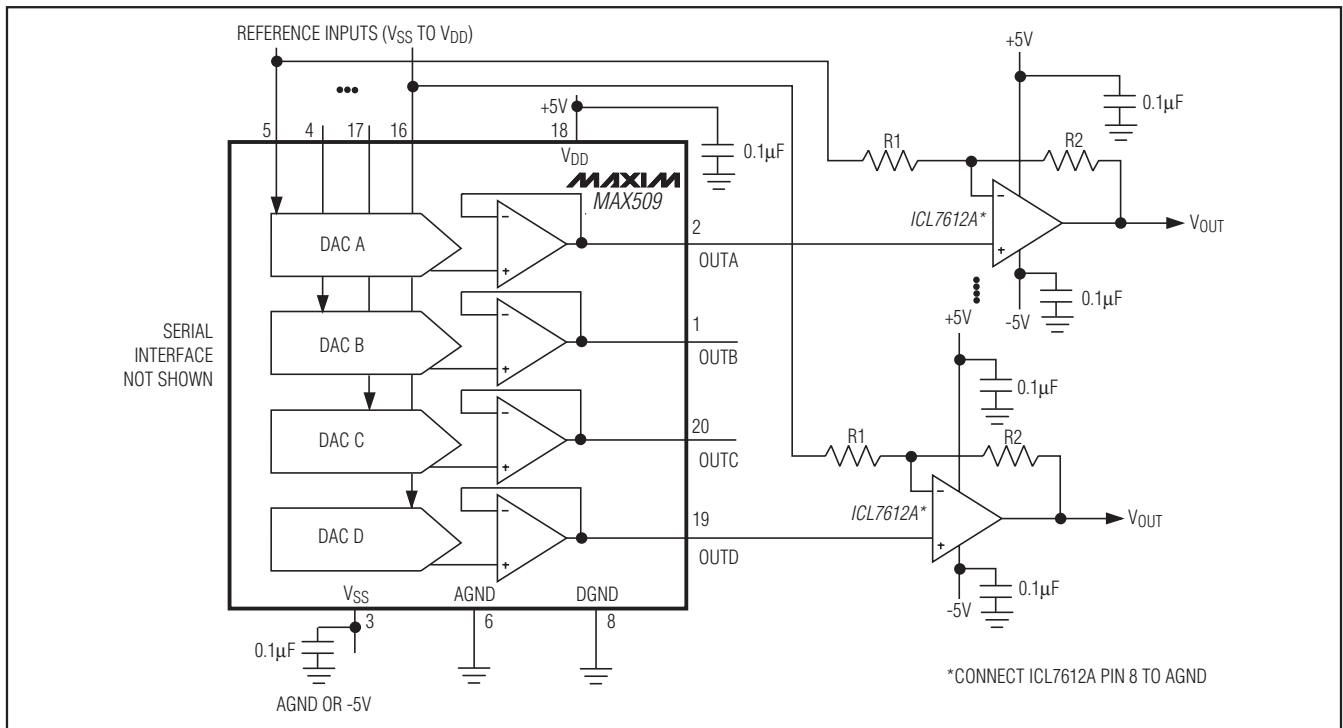 REFERENCE INPUTS (VSS TO VDD)
+5V
0.1µF
•••
+5V
0.1µF
5 4 17 16 18
VDD
MAXIM
MAX509
R1 R2
ICL7612A*
VOUT
DAC A
2
OUTA
-5V
0.1µF
+5V
0.1µF
SERIAL
INTERFACE
NOT SHOWN
DAC B
1
OUTB
DAC C
20
OUTC
R1 R2
ICL7612A*
VOUT
DAC D
19
OUTD
-5V
0.1µF
VSS AGND DGND
3 6 8
0.1µF
AGND OR -5V
*CONNECT ICL7612A PIN 8 TO AGND